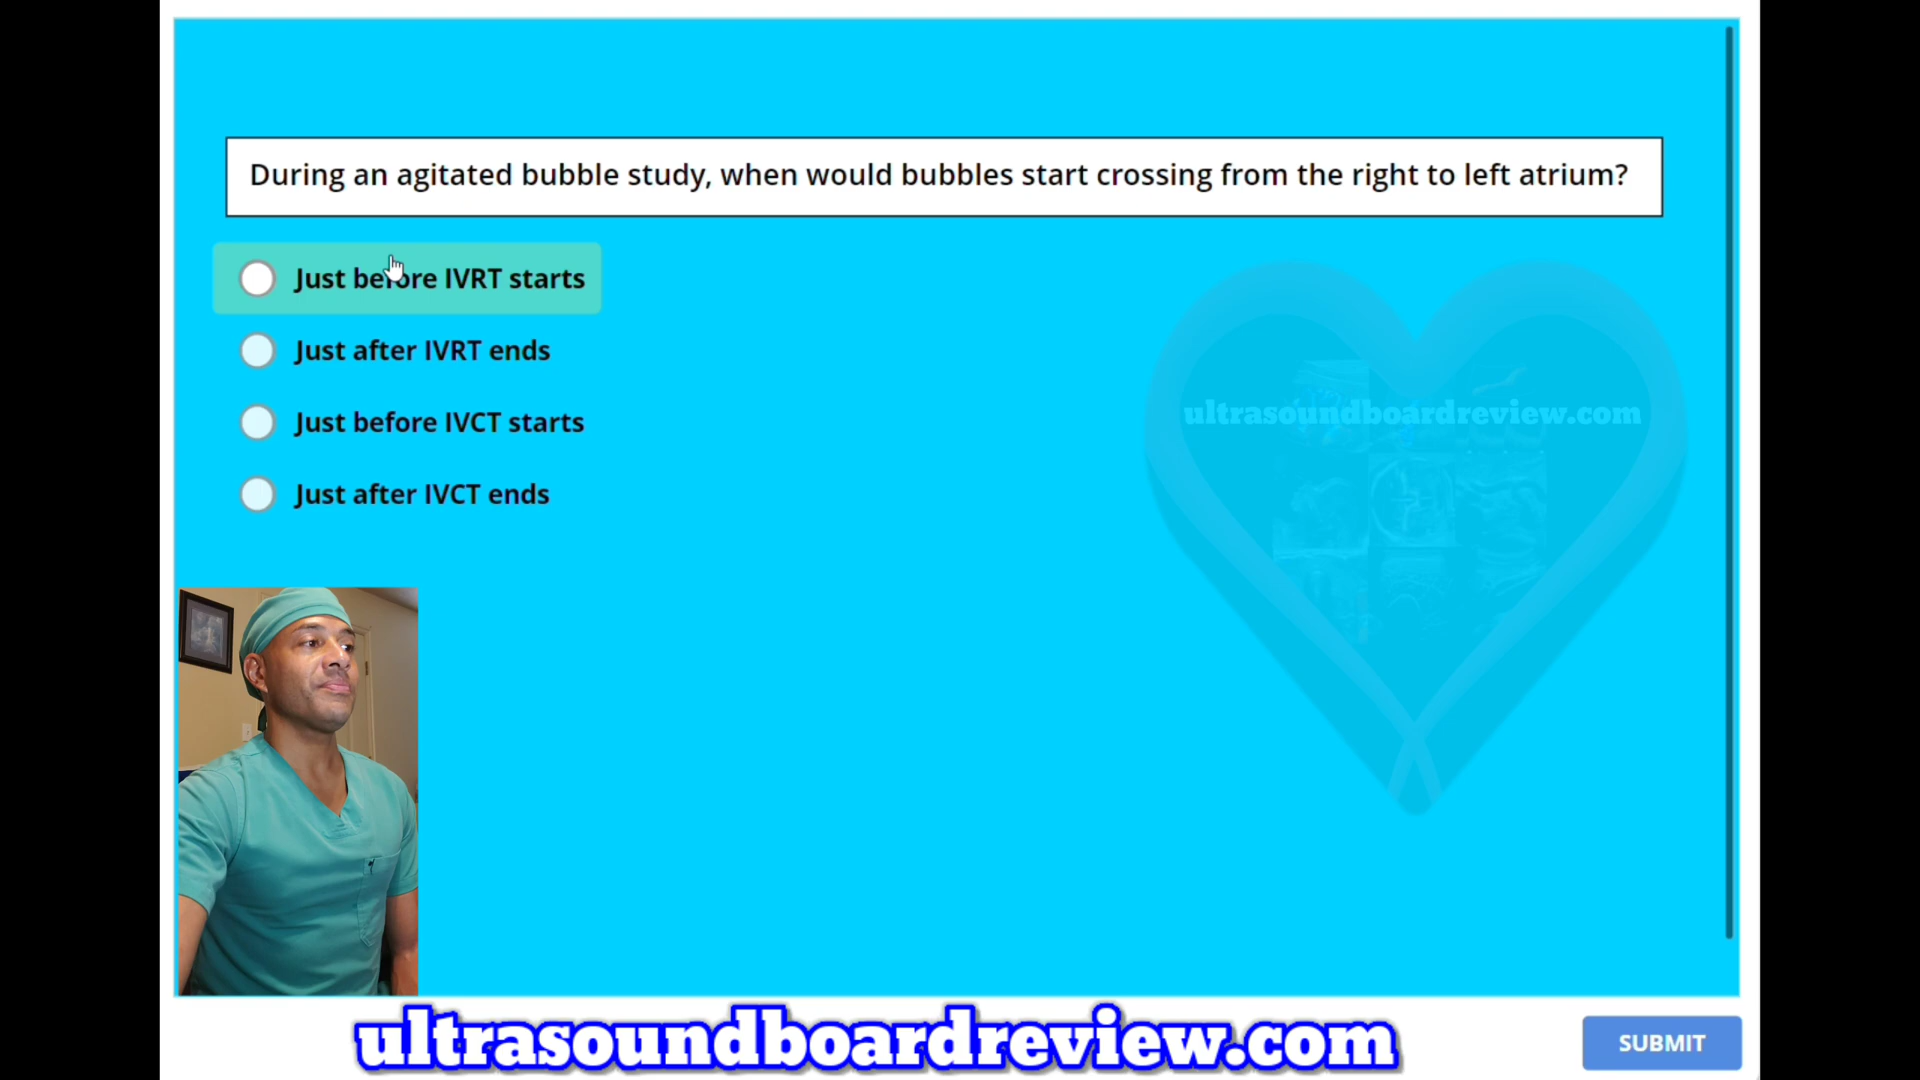 During an agitated bubble study, when would bubbles start crossing from the right to left atrium?
Just before IVRT starts
Just after IVRT ends
Just before IVCT starts
Just after IVCT ends
ultrasoundboardreview.com
ultrasoundboardreview.com
SUBMIT